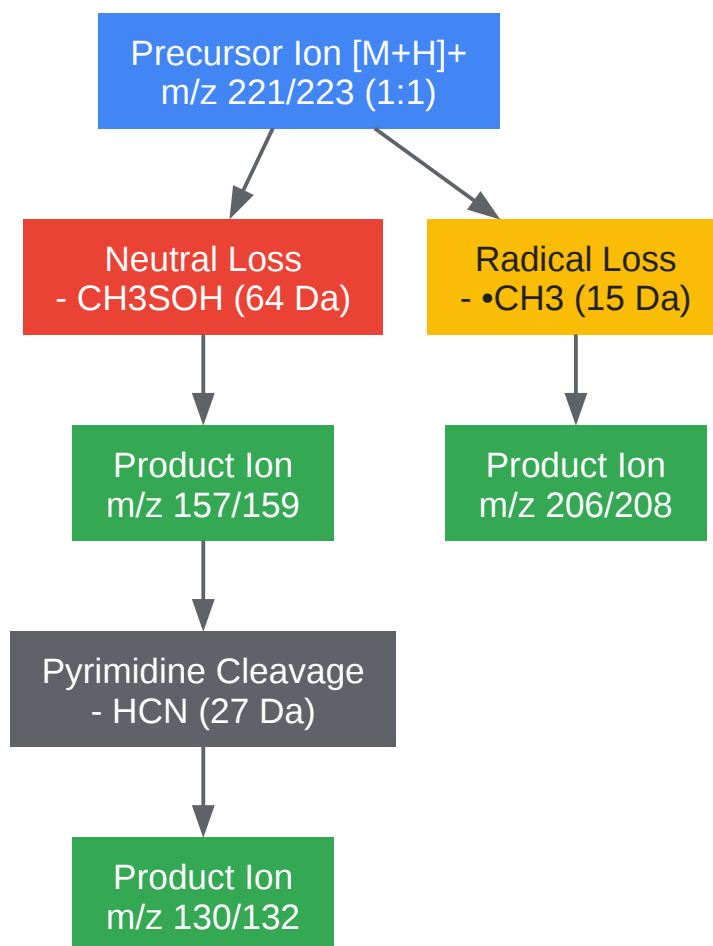 Precursor Ion [M+H]+
m/z 221/223 (1:1)
Neutral Loss
- CH3SOH (64 Da)
Radical Loss
- •CH3 (15 Da)
Product Ion
m/z 157/159
Product Ion
m/z 206/208
Pyrimidine Cleavage
- HCN (27 Da)
Product Ion
m/z 130/132